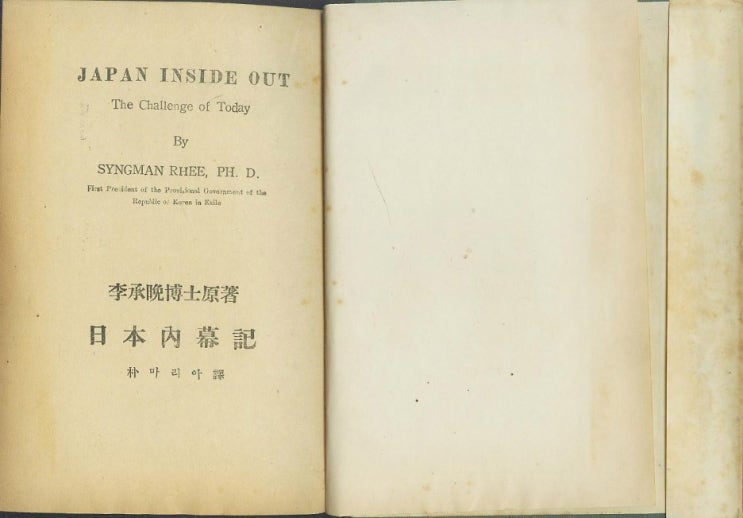 JAPAN INSIDE OUT
The Challenge of Today
By
SYNGMAN RHEE, PH. D.
First President of the Provisional Government of the
Republic of Korea in Exile
李承晩博士原著
日本內幕記
朴마리아譯